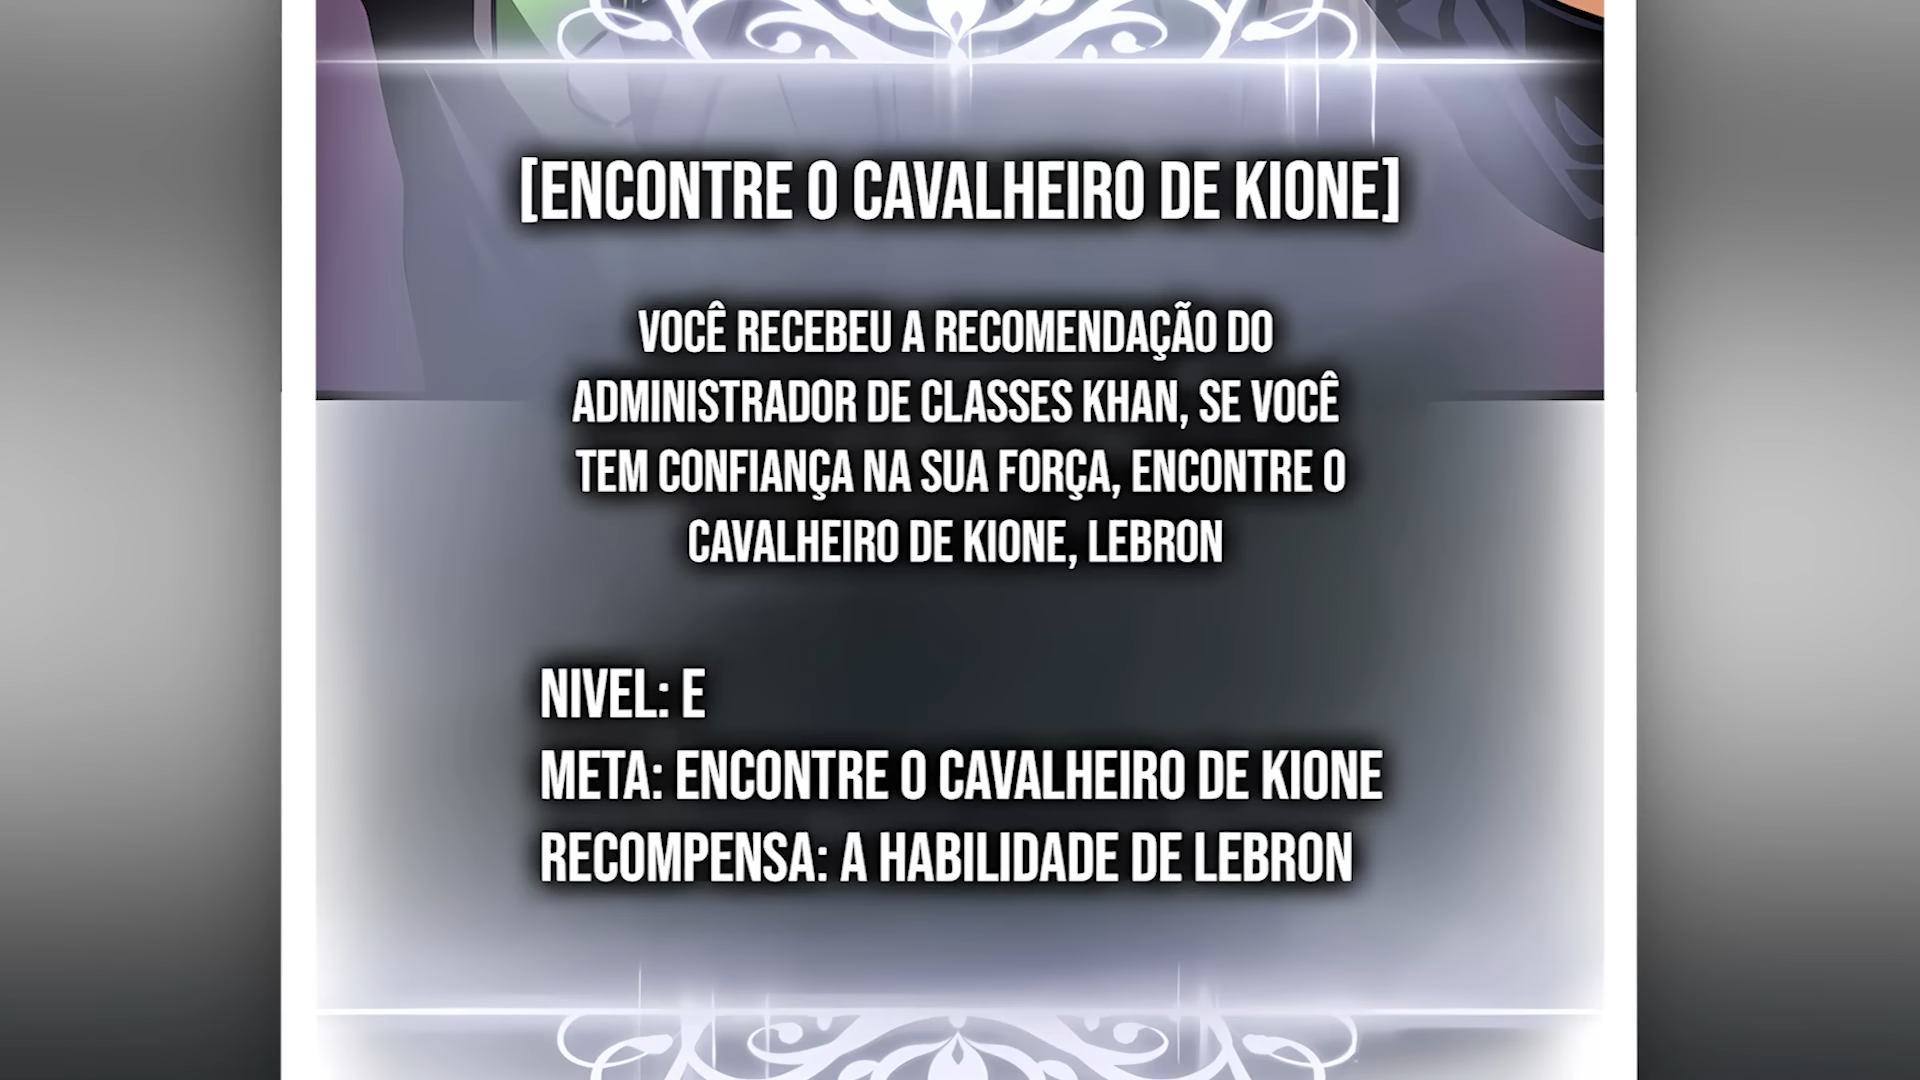 [ENCONTRE O CAVALHEIRO DE KIONE]
VOCÊ RECEBEU A RECOMENDAÇÃO DO
ADMINISTRADOR DE CLASSES KHAN, SE VOCÊ
TEM CONFIANÇA NA SUA FORÇA, ENCONTRE O
CAVALHEIRO DE KIONE, LEBRON
NIVEL: E
META: ENCONTRE O CAVALHEIRO DE KIONE
RECOMPENSA: A HABILIDADE DE LEBRON